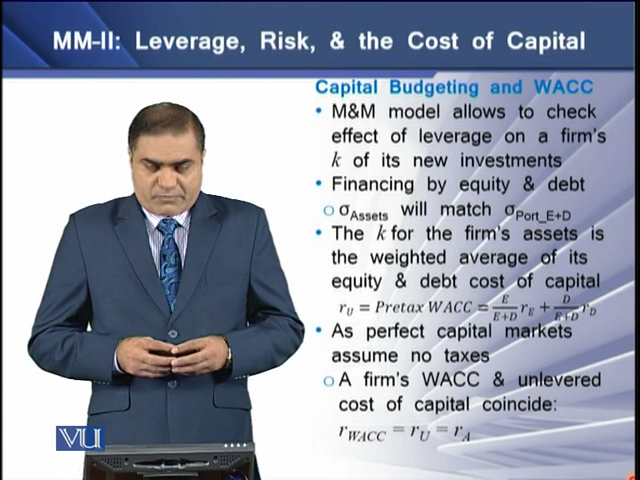 MM-II: Leverage, Risk, & the Cost of Capital
Capital Budgeting and WACC
• M&M model allows to check
effect of leverage on a firm's
k of its new investments
• Financing by equity & debt
o σAssets will match σPort_E+D
• The k for the firm's assets is
the weighted average of its
equity & debt cost of capital
rU = Pretax WACC = E/(E+D) rE + D/(E+D) rD
• As perfect capital markets
assume no taxes
o A firm's WACC & unlevered
cost of capital coincide:
rWACC = rU = rA
VU